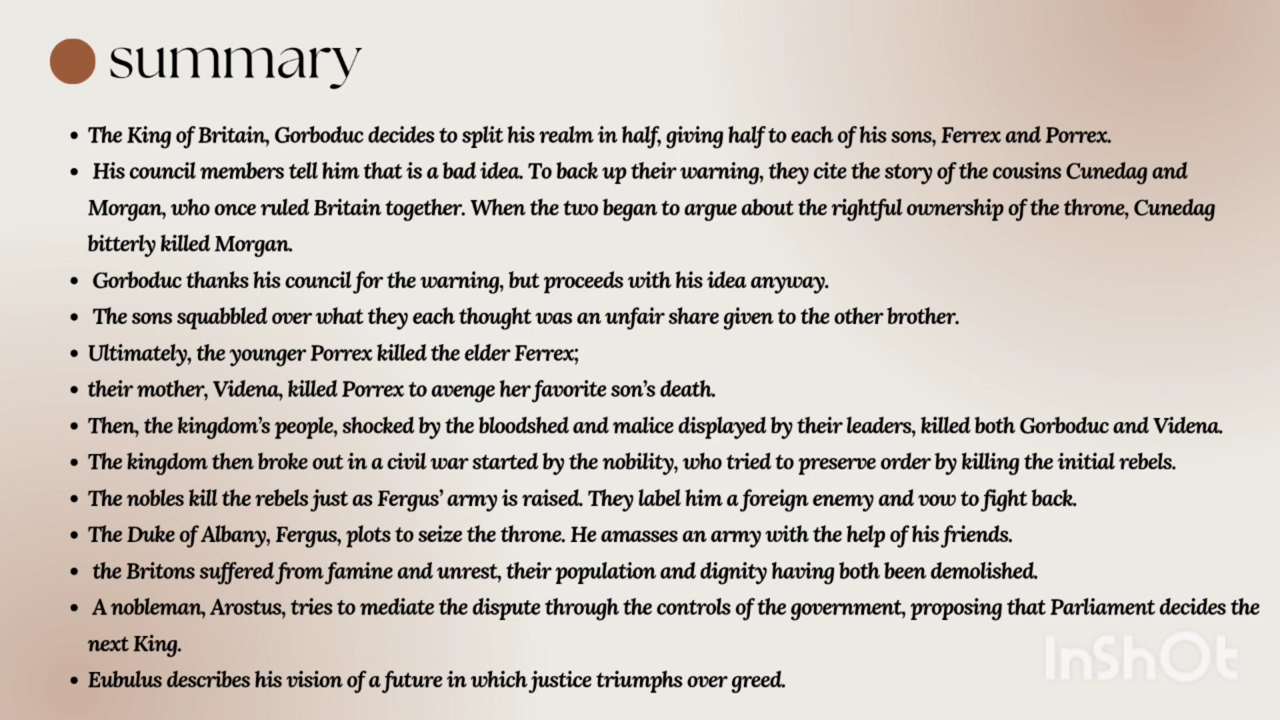 summary
• The King of Britain, Gorboduc decides to split his realm in half, giving half to each of his sons, Ferrex and Porrex.
• His council members tell him that is a bad idea. To back up their warning, they cite the story of the cousins Cunedag and
Morgan, who once ruled Britain together. When the two began to argue about the rightful ownership of the throne, Cunedag
bitterly killed Morgan.
• Gorboduc thanks his council for the warning, but proceeds with his idea anyway.
• The sons squabbled over what they each thought was an unfair share given to the other brother.
• Ultimately, the younger Porrex killed the elder Ferrex;
• their mother, Videna, killed Porrex to avenge her favorite son's death.
• Then, the kingdom's people, shocked by the bloodshed and malice displayed by their leaders, killed both Gorboduc and Videna.
• The kingdom then broke out in a civil war started by the nobility, who tried to preserve order by killing the initial rebels.
• The nobles kill the rebels just as Fergus' army is raised. They label him a foreign enemy and vow to fight back.
• The Duke of Albany, Fergus, plots to seize the throne. He amasses an army with the help of his friends.
• the Britons suffered from famine and unrest, their population and dignity having both been demolished.
• A nobleman, Arostus, tries to mediate the dispute through the controls of the government, proposing that Parliament decides the
next King.
• Eubulus describes his vision of a future in which justice triumphs over greed.
InShOt